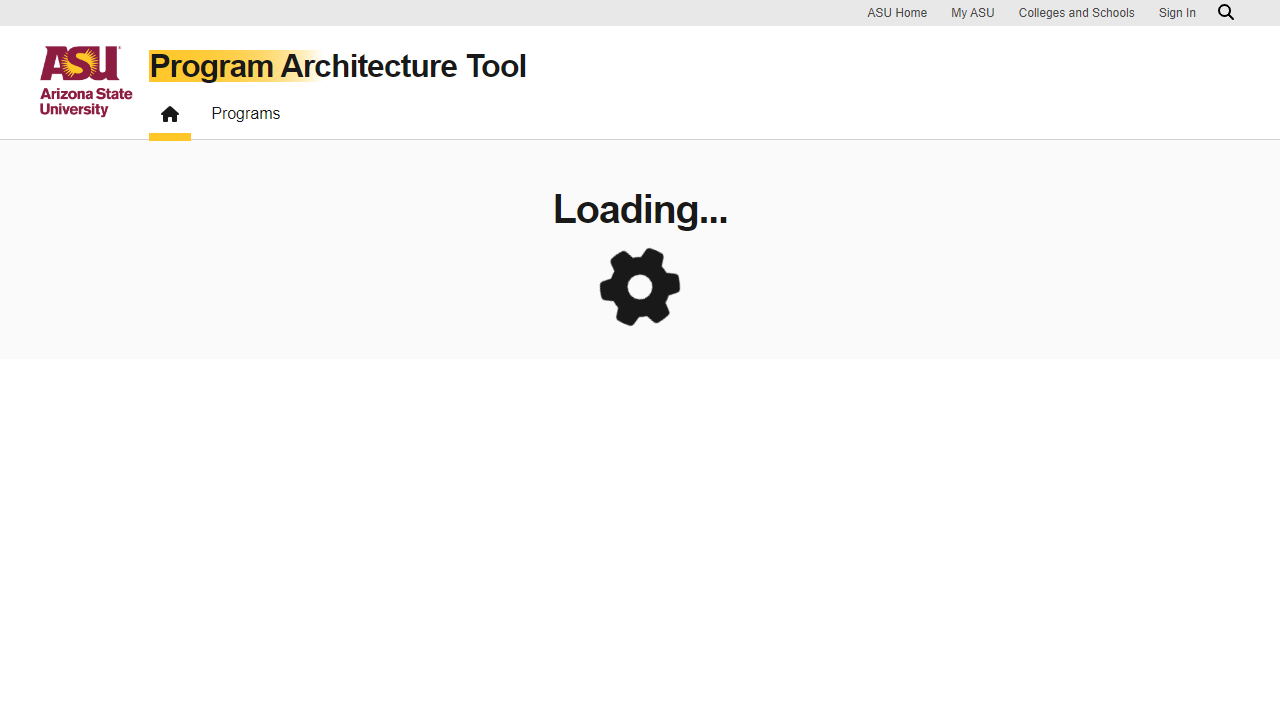 ASU Home My ASU Colleges and Schools Sign In
ASU
Arizona State
University
Program Architecture Tool
Programs
Loading...